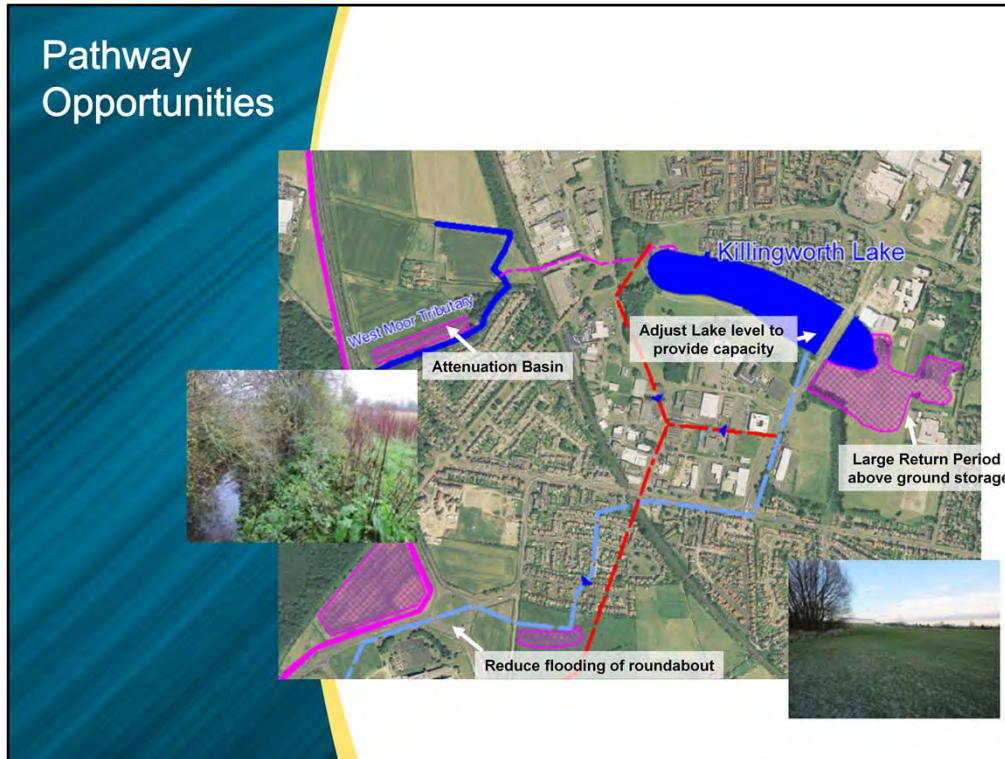 Pathway
Opportunities
Killingworth Lake
West Moor Tributary
Adjust Lake level to
provide capacity
Attenuation Basin
Large Return Period
above ground storage
Reduce flooding of roundabout